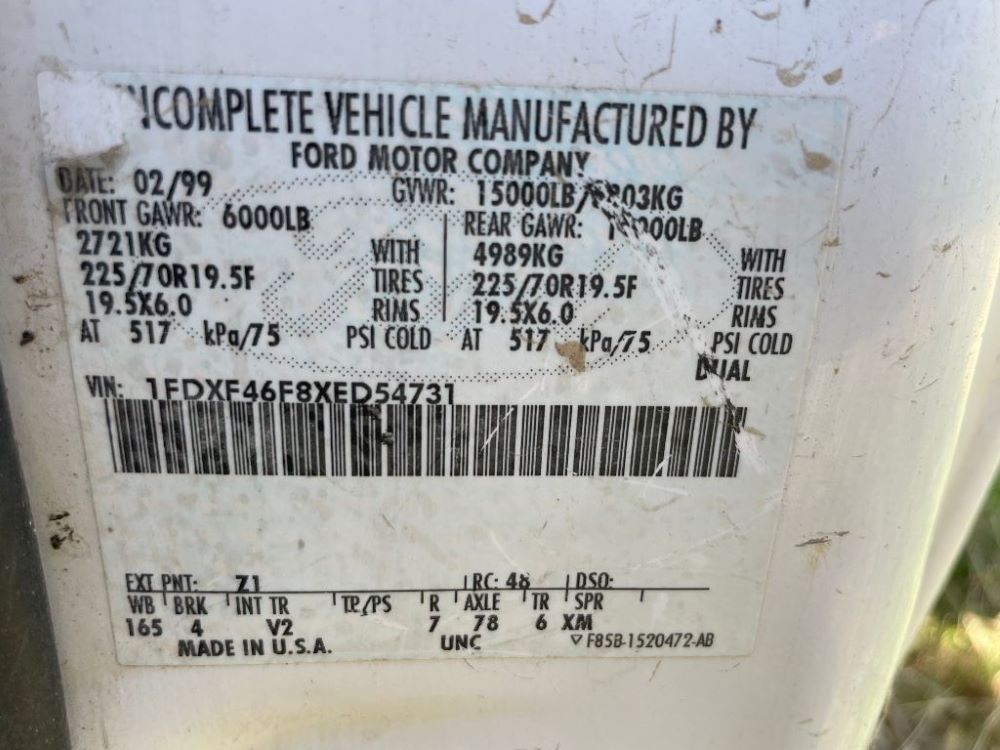 INCOMPLETE VEHICLE MANUFACTURED BY
FORD MOTOR COMPANY
DATE: 02/99 GVWR: 15000LB/
FRONT GAWR: 6000LB REAR GAWR:
2721KG WITH 4989KG WITH
225/70R19.5F TIRES 225/70R19.5F TIRES
19.5X6.0 RIMS 19.5X6.0 RIMS
AT 517 kPa/75 PSI COLD AT 517 kPa/75 PSI COLD
DUAL
VIN: 1FDXF46F8XED54731
EXT PNT: Z1 RC: 48 DSO:
WB BRK INT TR TP/PS R AXLE TR SPR
165 4 V2 7 78 6 XM
MADE IN U.S.A. UNC F85B-1520472-AB